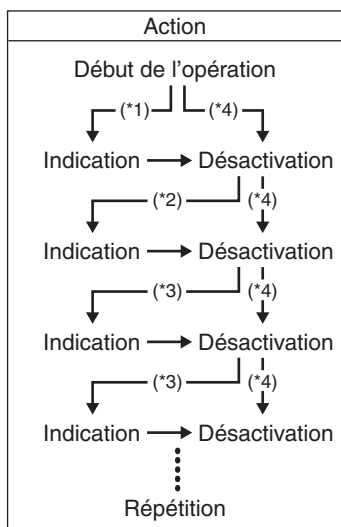 Action
Début de l'opération
(*1) (*4)
Indication Désactivation
(*2) (*4)
Indication Désactivation
(*3) (*4)
Indication Désactivation
(*3) (*4)
Indication Désactivation
Répétition